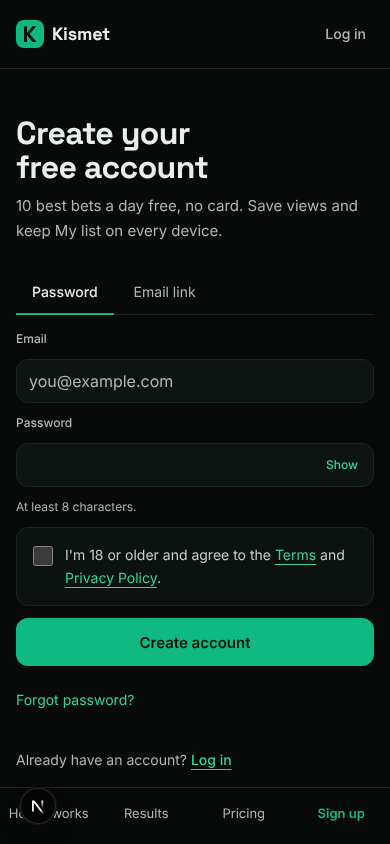 K Kismet
Log in
Create your
free account
10 best bets a day free, no card. Save views and
keep My list on every device.
Password
Email link
Email
you@example.com
Password
Show
At least 8 characters.
I'm 18 or older and agree to the Terms and
Privacy Policy.
Create account
Forgot password?
Already have an account? Log in
N
works
Results
Pricing
Sign up